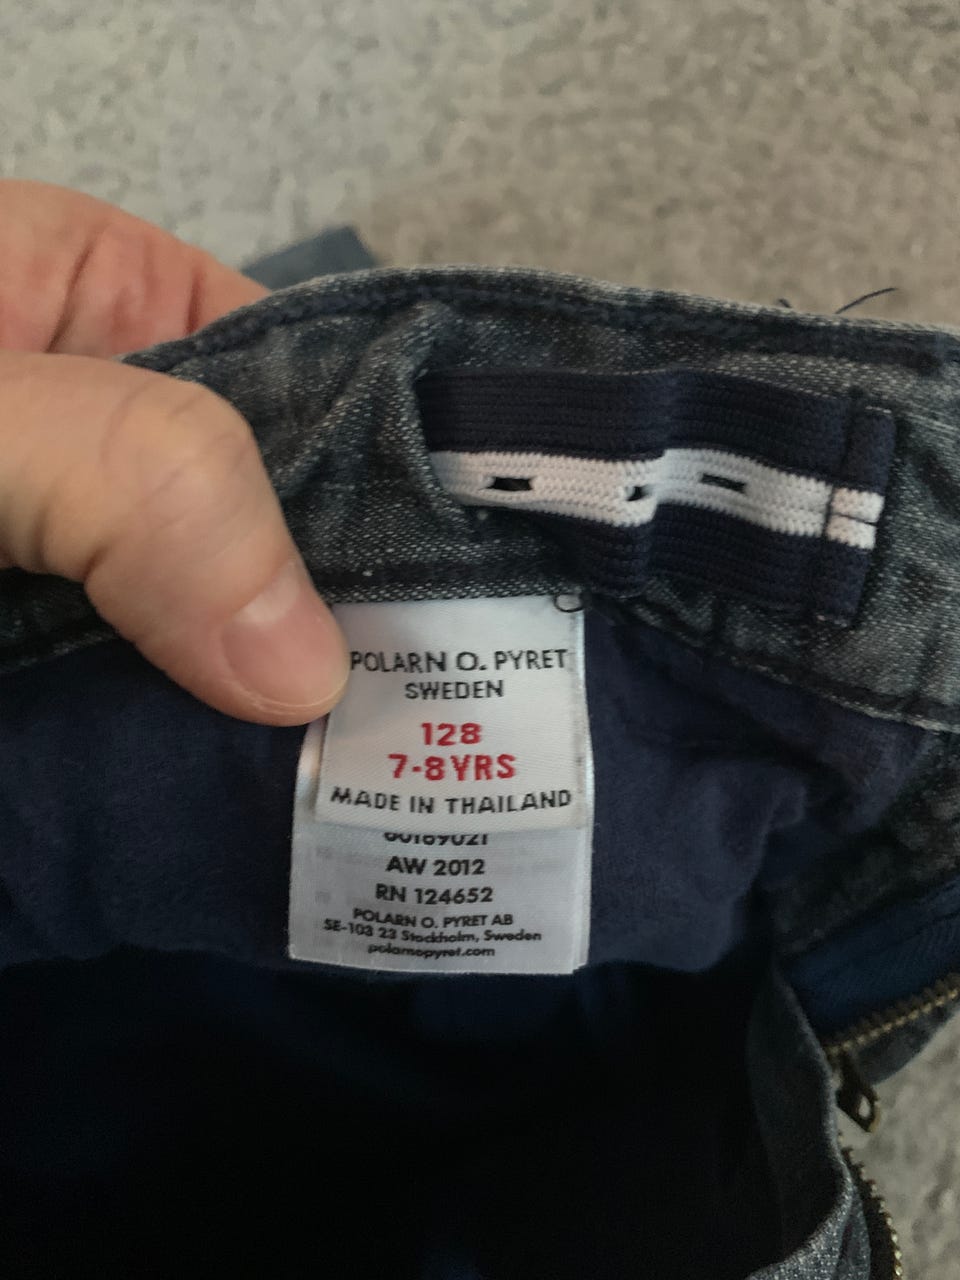 POLARN O. PYRET
SWEDEN
128
7-8YRS
MADE IN THAILAND
60169021
AW 2012
RN 124652
POLARN O. PYRET AB
SE-103 23 Stockholm, Sweden
polarnopyret.com